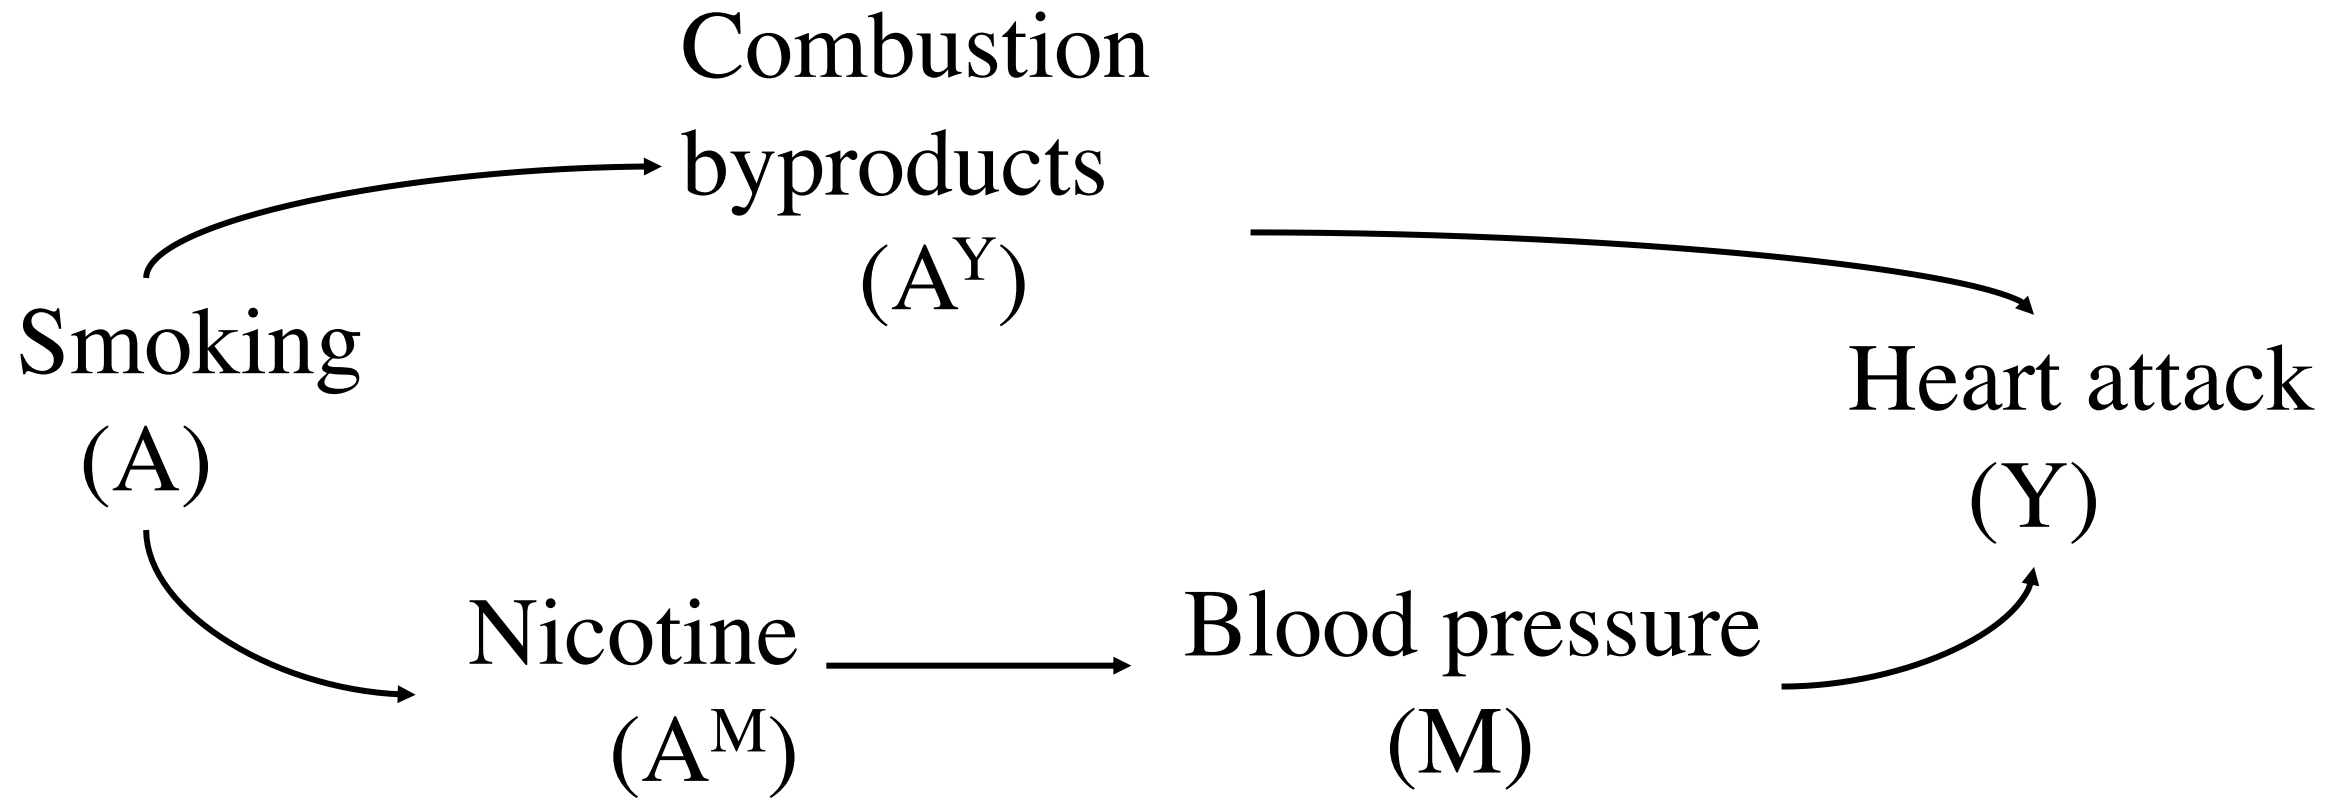 Combustion
byproducts
(A^Y)
Smoking
(A)
Heart attack
(Y)
Nicotine
(A^M)
Blood pressure
(M)